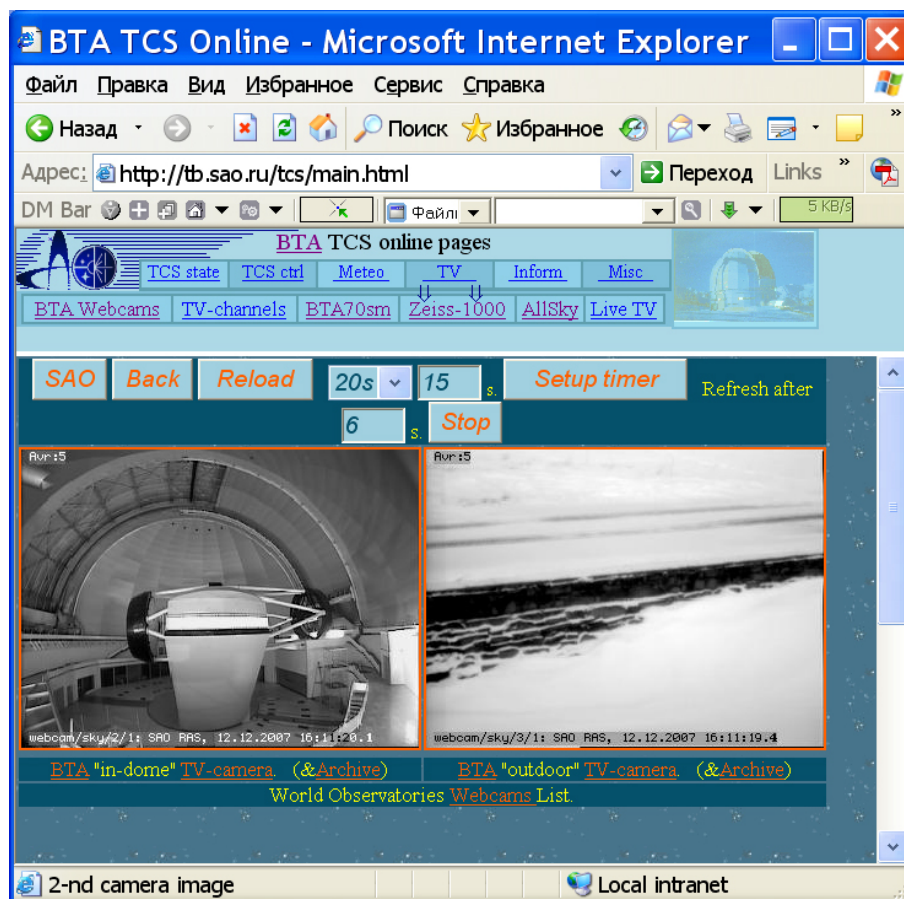 BTA TCS Online - Microsoft Internet Explorer
Файл Правка Вид Избранное Сервис Справка
Назад Поиск Избранное »
Адрес: http://tb.sao.ru/tcs/main.html Переход Links »
DM Bar Файлы 5 KB/s
BTA TCS online pages
TCS state TCS ctrl Meteo TV Inform Misc
BTA Webcams TV-channels BTA70sm Zeiss-1000 AllSky Live TV
SAO Back Reload 20s 15 s. Setup timer Refresh after
6 s. Stop
Avr:5 Avr:5
webcam/sky/2/1: SAO RAS, 12.12.2007 16:11:20.1 webcam/sky/3/1: SAO RAS, 12.12.2007 16:11:19.4
BTA "in-dome" TV-camera. (&Archive) BTA "outdoor" TV-camera. (&Archive)
World Observatories Webcams List.
2-nd camera image Local intranet